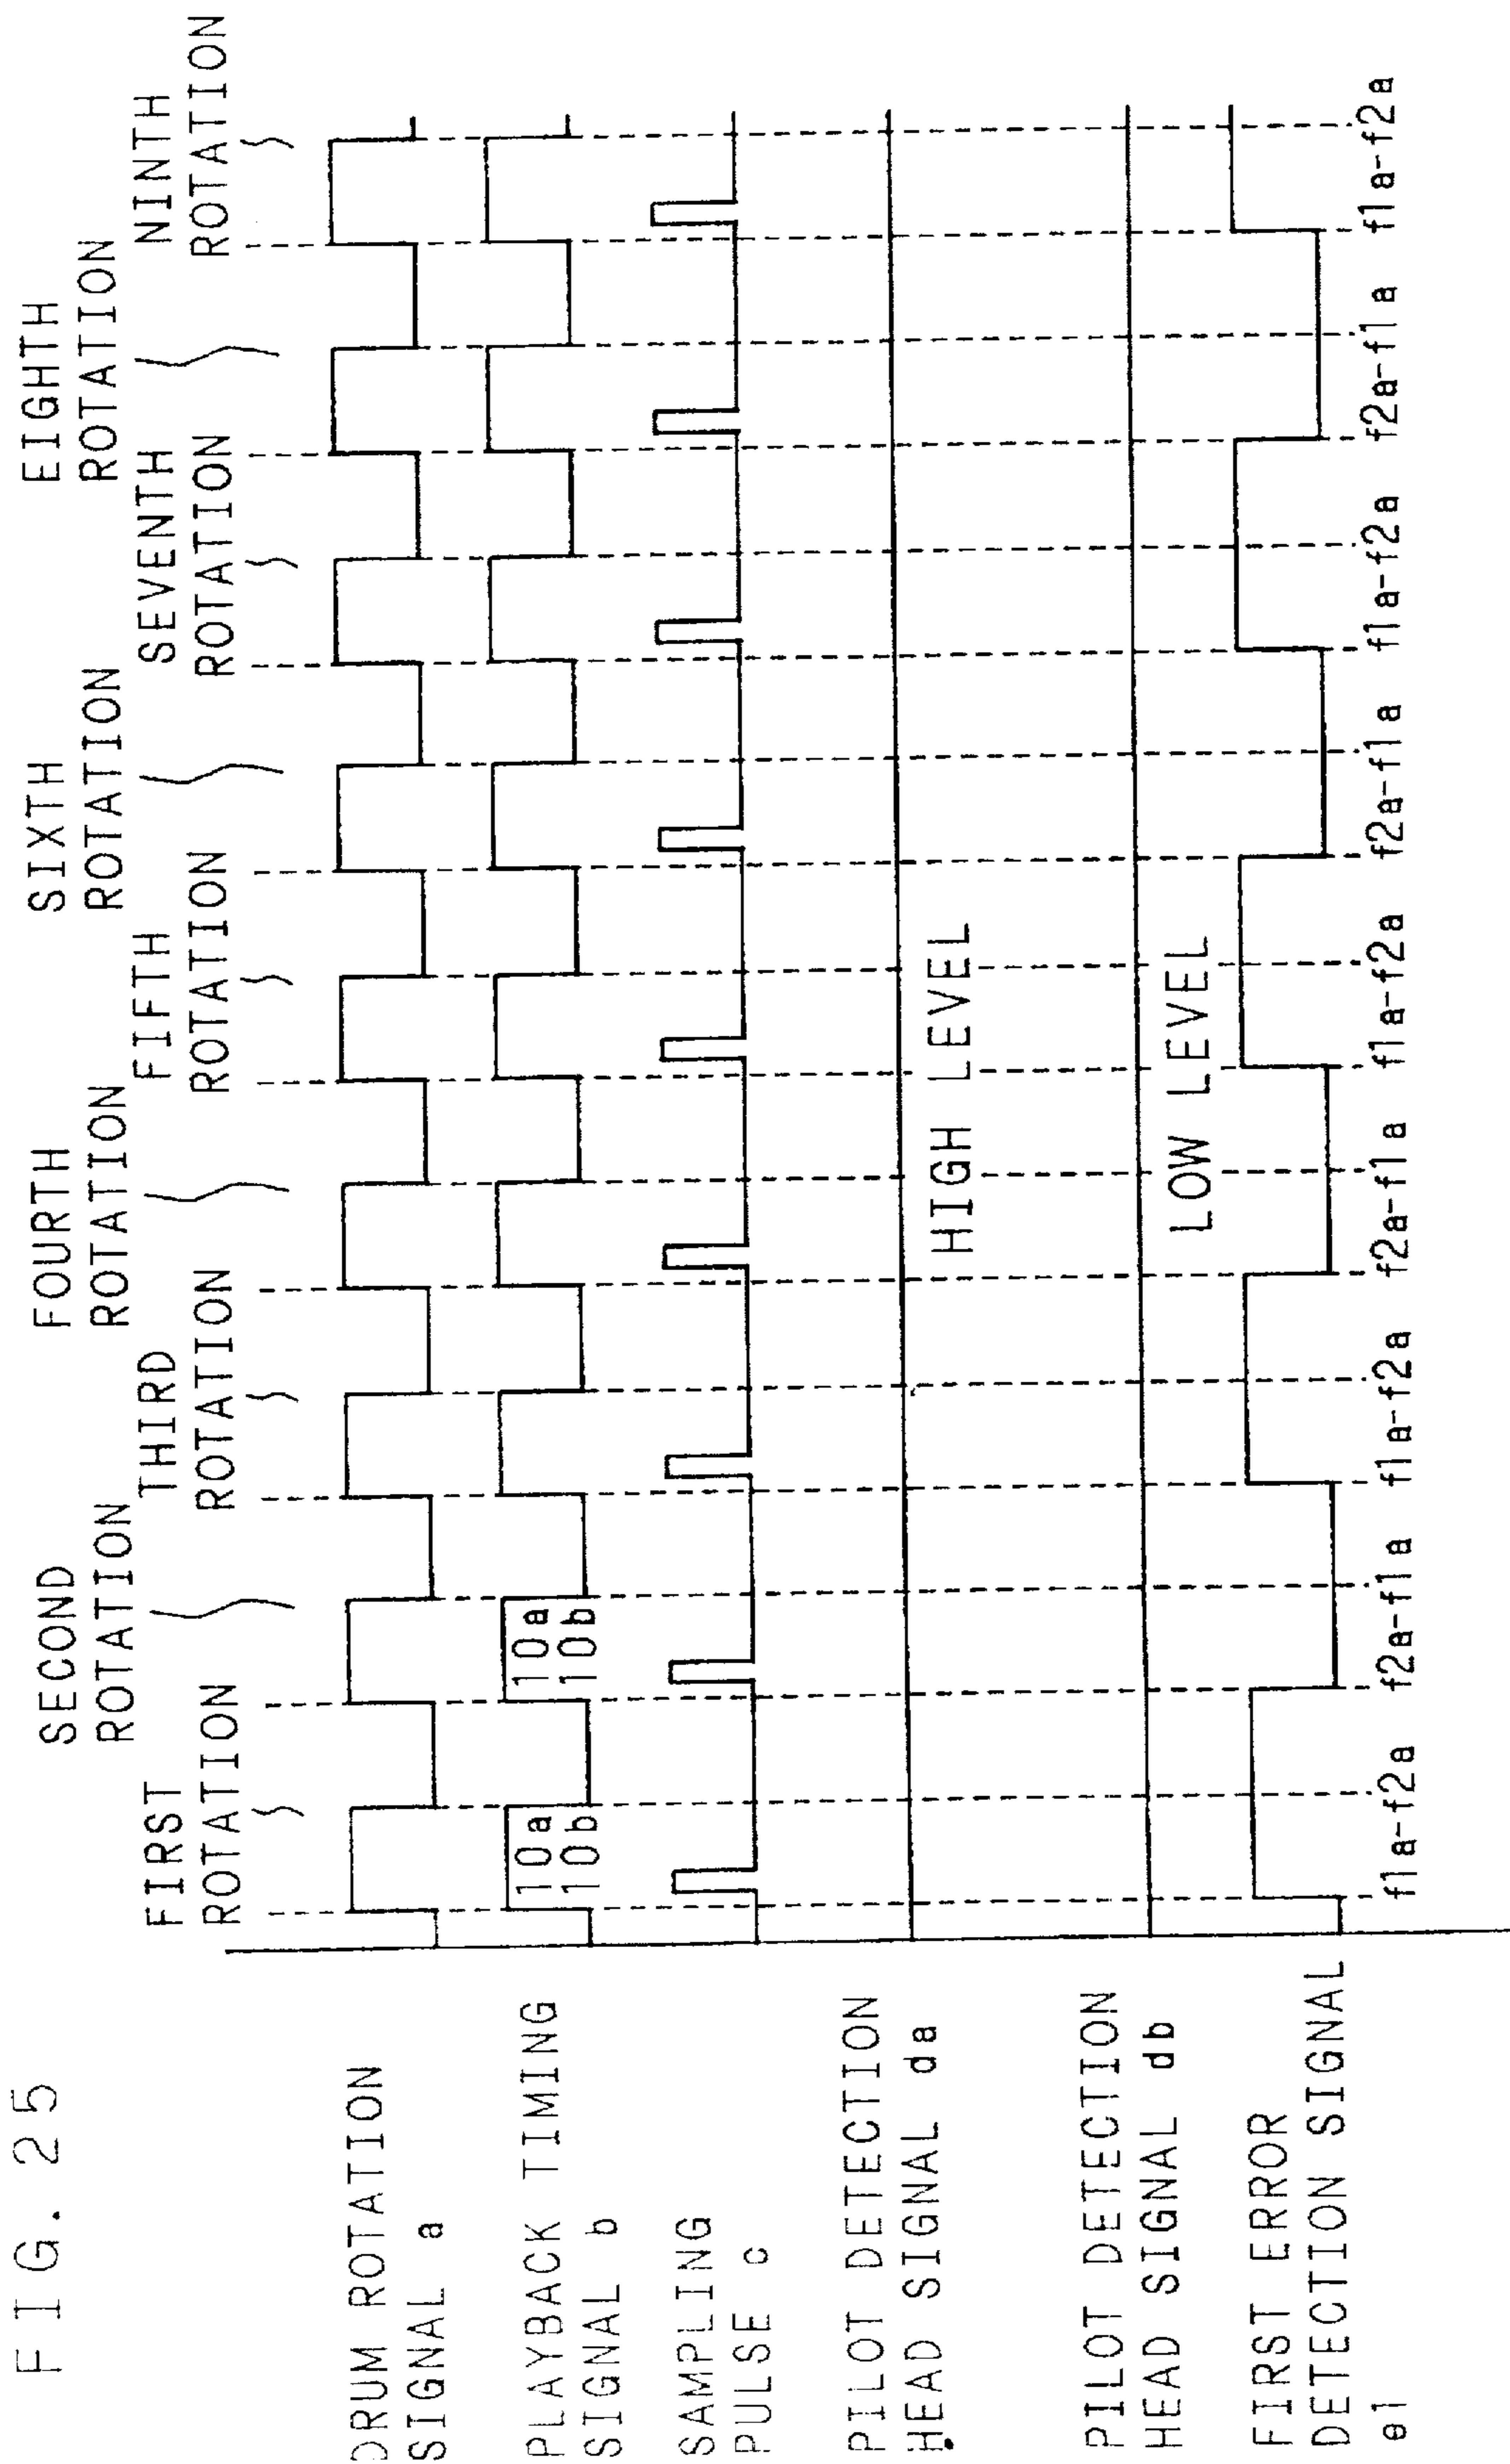 FIG. 25
FIRST
ROTATION
SECOND
ROTATION
THIRD
ROTATION
FOURTH
ROTATION
FIFTH
ROTATION
SIXTH
ROTATION
SEVENTH
ROTATION
EIGHTH
ROTATION
NINTH
ROTATION
DRUM ROTATION
SIGNAL a
PLAYBACK TIMING
SIGNAL b
10a
10b
10a
10b
SAMPLING
PULSE c
PILOT DETECTION
HEAD SIGNAL da
HIGH LEVEL
PILOT DETECTION
HEAD SIGNAL db
LOW LEVEL
FIRST ERROR
DETECTION SIGNAL
e1
f1a-f2a
f2a-f1a
f1a-f2a
f2a-f1a
f1a-f2a
f2a-f1a
f1a-f2a
f2a-f1a
f1a-f2a